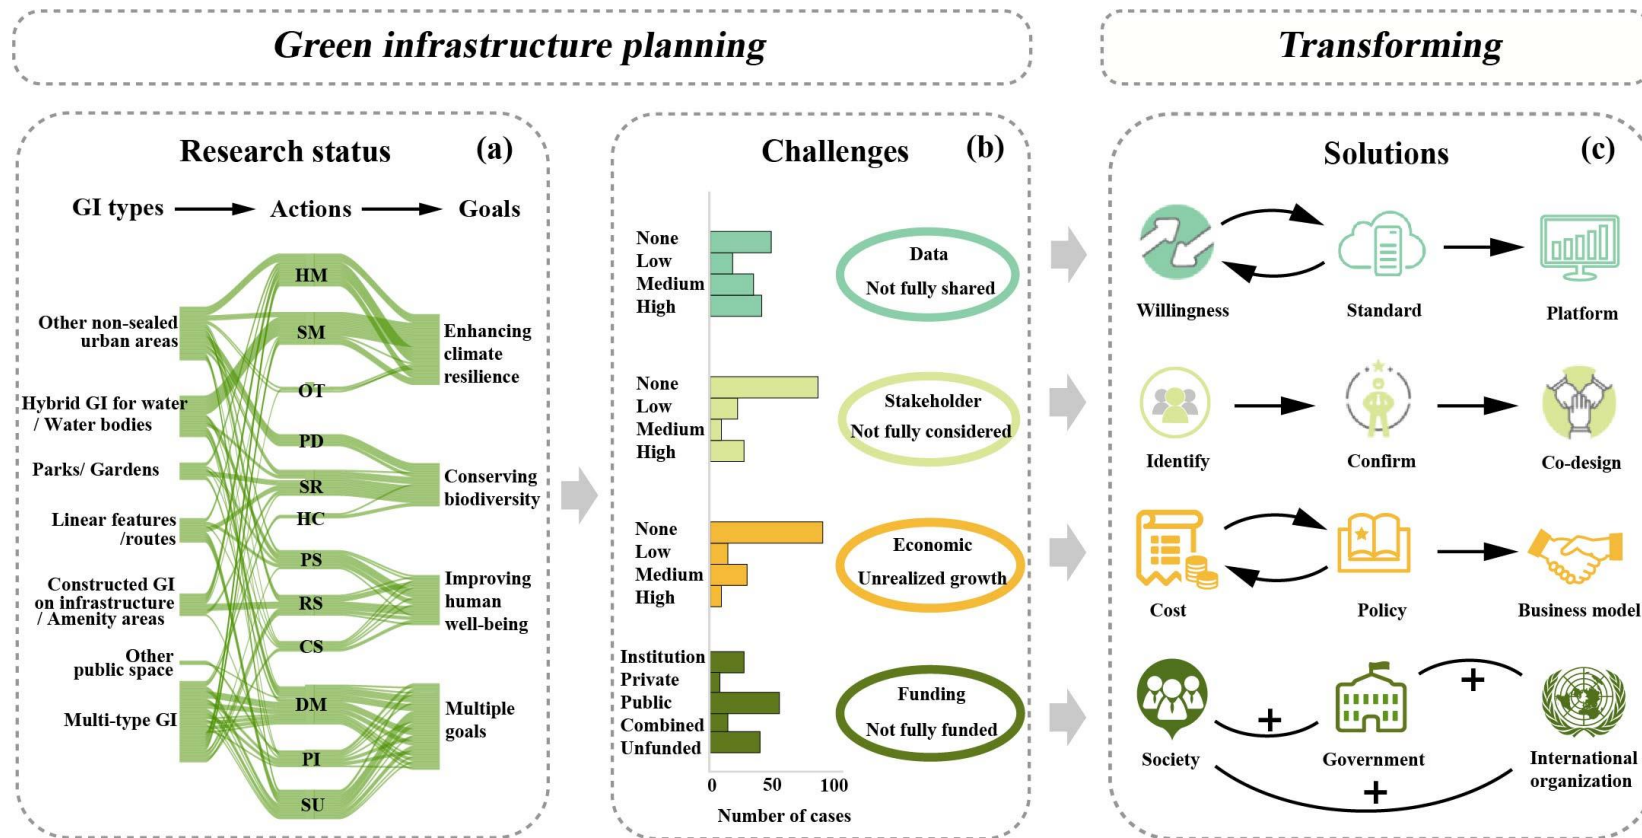 Green infrastructure planning
Transforming
Research status
(a)
GI types
Actions
Goals
Other non-sealed
urban areas
Hybrid GI for water
/ Water bodies
Parks/ Gardens
Linear features
/routes
Constructed GI
on infrastructure
/ Amenity areas
Other
public space
Multi-type GI
HM
SM
OT
PD
SR
HC
PS
RS
CS
DM
PI
SU
Enhancing
climate
resilience
Conserving
biodiversity
Improving
human
well-being
Multiple
goals
Challenges
(b)
None
Low
Medium
High
Data
Not fully shared
None
Low
Medium
High
Stakeholder
Not fully considered
None
Low
Medium
High
Economic
Unrealized growth
Institution
Private
Public
Combined
Unfunded
Funding
Not fully funded
0 50 100
Number of cases
Solutions
(c)
Willingness
Standard
Platform
Identify
Confirm
Co-design
Cost
Policy
Business model
Society
+
Government
+
International
organization
+